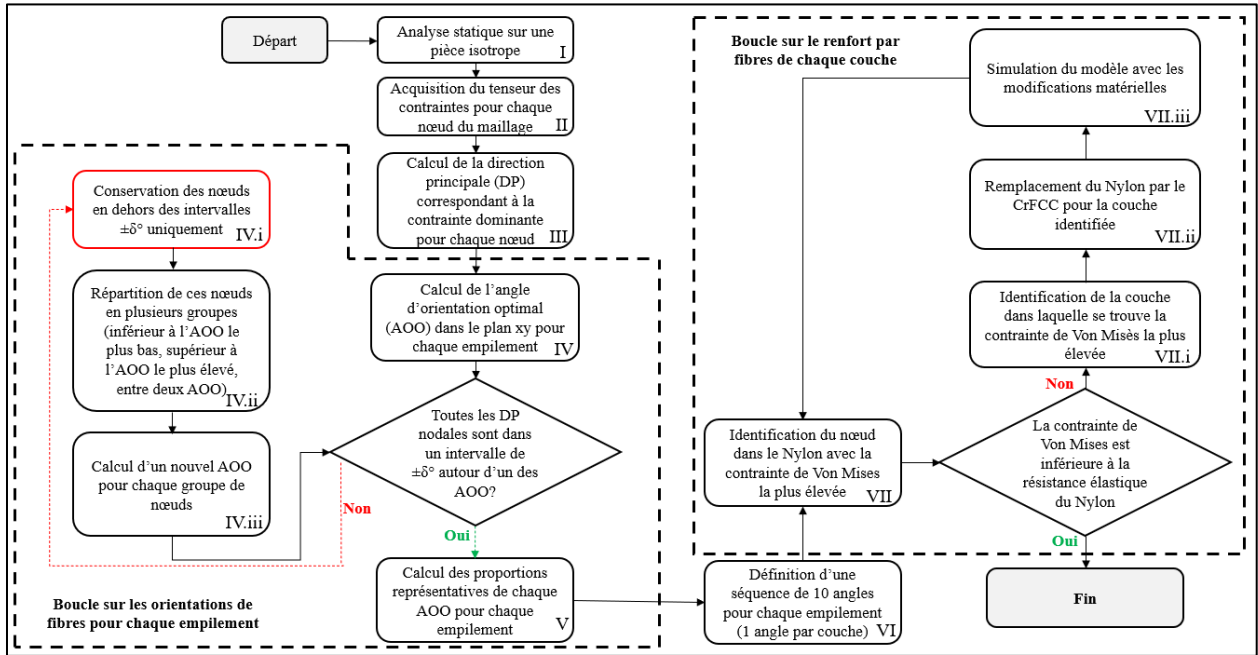 Départ
Analyse statique sur une
pièce isotrope
I
Acquisition du tenseur des
contraintes pour chaque
nœud du maillage
II
Calcul de la direction
principale (DP)
correspondant à la
contrainte dominante
pour chaque nœud
III
Calcul de l'angle
d'orientation optimal
(AOO) dans le plan xy pour
chaque empilement
IV
Toutes les DP
nodales sont dans
un intervalle de
±δ° autour d'un des
AOO?
Non
Oui
Conservation des nœuds
en dehors des intervalles
±δ° uniquement
IV.i
Répartition de ces nœuds
en plusieurs groupes
(inférieur à l'AOO le
plus bas, supérieur à
l'AOO le plus élevé,
entre deux AOO)
IV.ii
Calcul d'un nouvel AOO
pour chaque groupe de
nœuds
IV.iii
Boucle sur les orientations de
fibres pour chaque empilement
Calcul des proportions
représentatives de chaque
AOO pour chaque
empilement
V
Définition d'une
séquence de 10 angles
pour chaque empilement
(1 angle par couche)
VI
Boucle sur le renfort par
fibres de chaque couche
Identification du nœud
dans le Nylon avec la
contrainte de Von Mises
la plus élevée
VII
La contrainte de
Von Mises est
inférieure à la
résistance élastique
du Nylon
Non
Oui
Identification de la couche
dans laquelle se trouve la
contrainte de Von Misès la plus
élevée
VII.i
Remplacement du Nylon par le
CrFCC pour la couche
identifiée
VII.ii
Simulation du modèle avec les
modifications matérielles
VII.iii
Fin